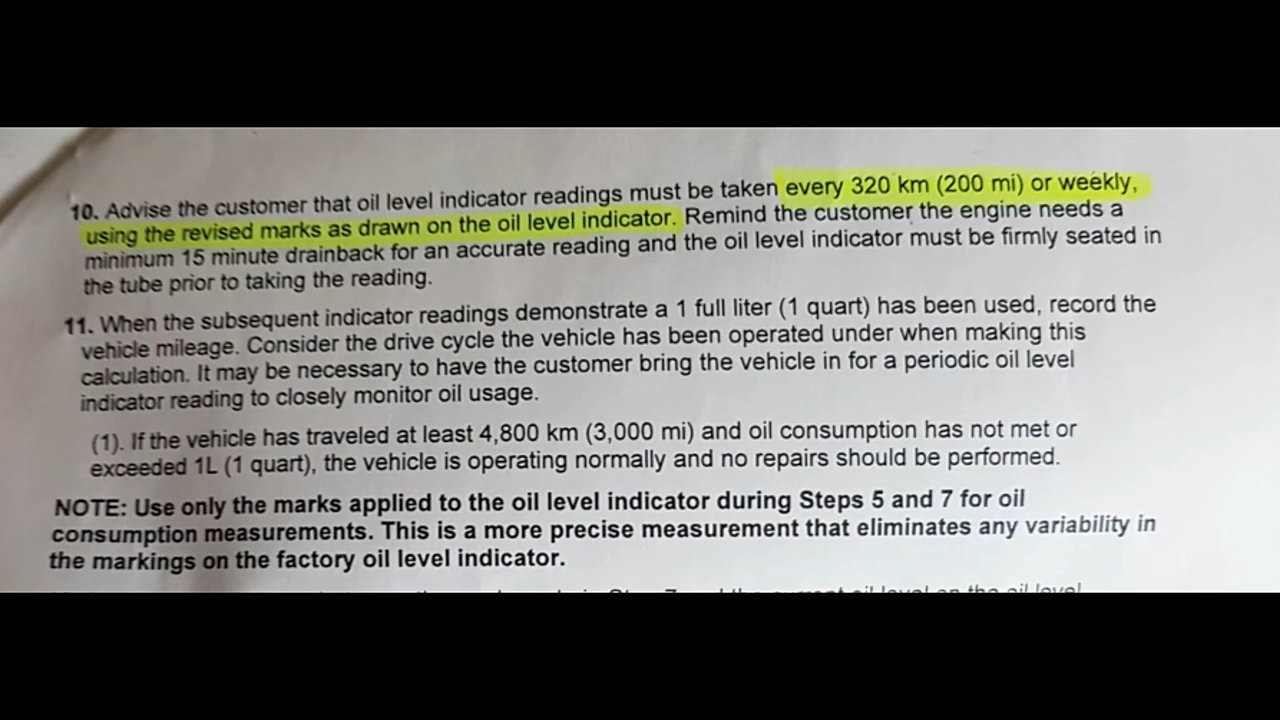 10. Advise the customer that oil level indicator readings must be taken every 320 km (200 mi) or weekly,
using the revised marks as drawn on the oil level indicator. Remind the customer the engine needs a
minimum 15 minute drainback for an accurate reading and the oil level indicator must be firmly seated in
the tube prior to taking the reading.
11. When the subsequent indicator readings demonstrate a 1 full liter (1 quart) has been used, record the
vehicle mileage. Consider the drive cycle the vehicle has been operated under when making this
calculation. It may be necessary to have the customer bring the vehicle in for a periodic oil level
indicator reading to closely monitor oil usage.
(1). If the vehicle has traveled at least 4,800 km (3,000 mi) and oil consumption has not met or
exceeded 1L (1 quart), the vehicle is operating normally and no repairs should be performed.
NOTE: Use only the marks applied to the oil level indicator during Steps 5 and 7 for oil
consumption measurements. This is a more precise measurement that eliminates any variability in
the markings on the factory oil level indicator.
oil level on the oil level